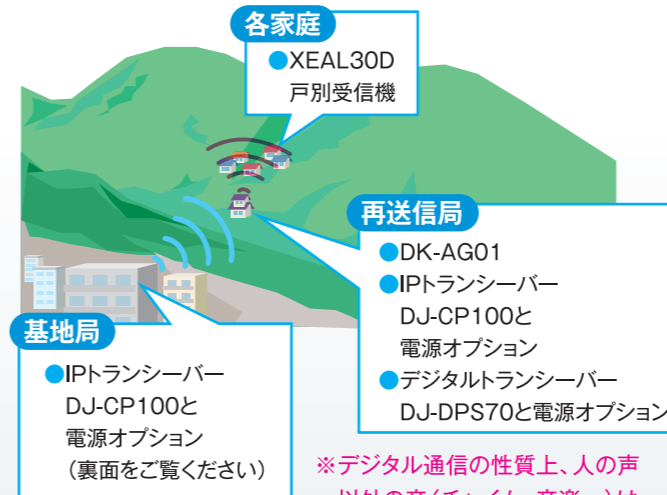 各家庭
●XEAL30D
戸別受信機
再送信局
●DK-AG01
●IPトランシーバー
DJ-CP100と
電源オプション
●デジタルトランシーバー
DJ-DPS70と電源オプション
基地局
●IPトランシーバー
DJ-CP100と
電源オプション
（裏面をご覧ください）
※デジタル通信の性質上、人の声